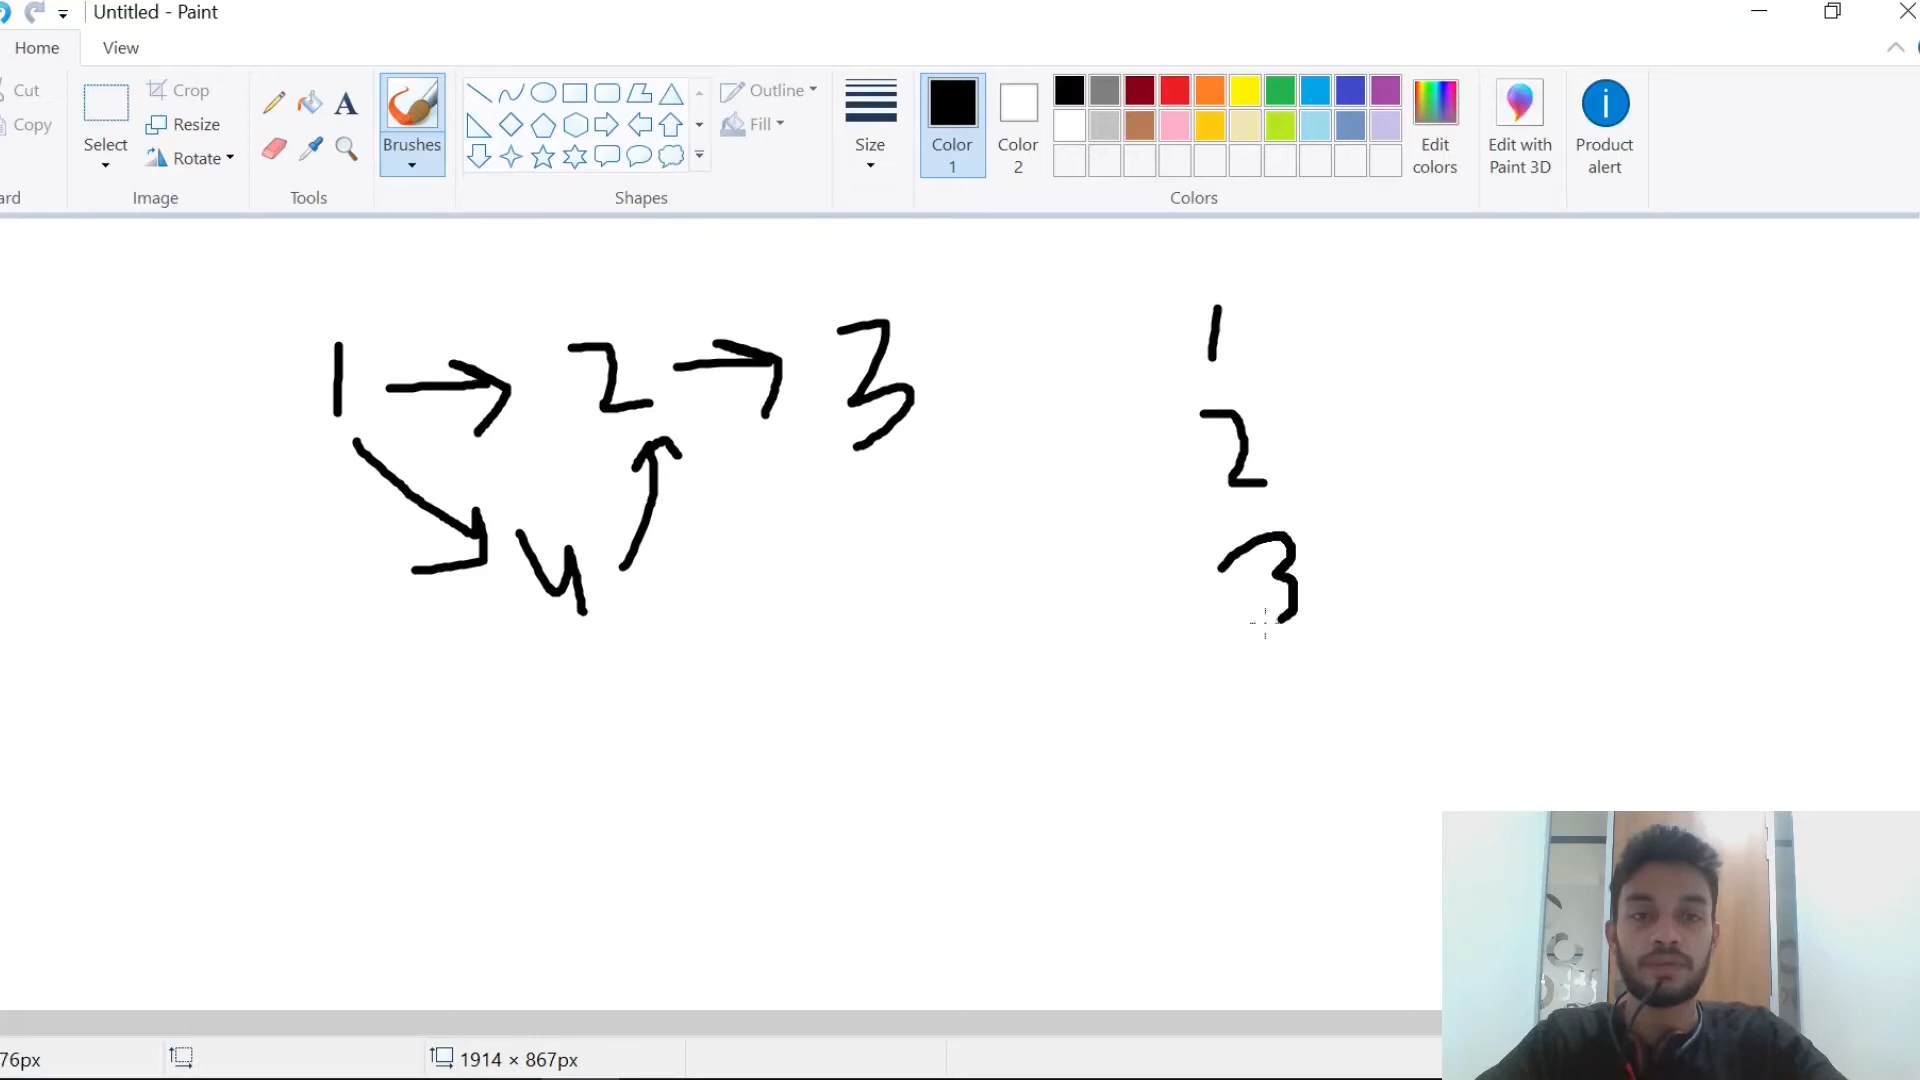 Untitled - Paint
Home View
Cut
Copy
Select
Crop
Resize
Rotate
Brushes
Outline
Fill
Size
Color 1
Color 2
Edit colors
Edit with Paint 3D
Product alert
ard
Image
Tools
Shapes
Colors
1 → 2 → 3
4
1
2
3
76px
1914 × 867px